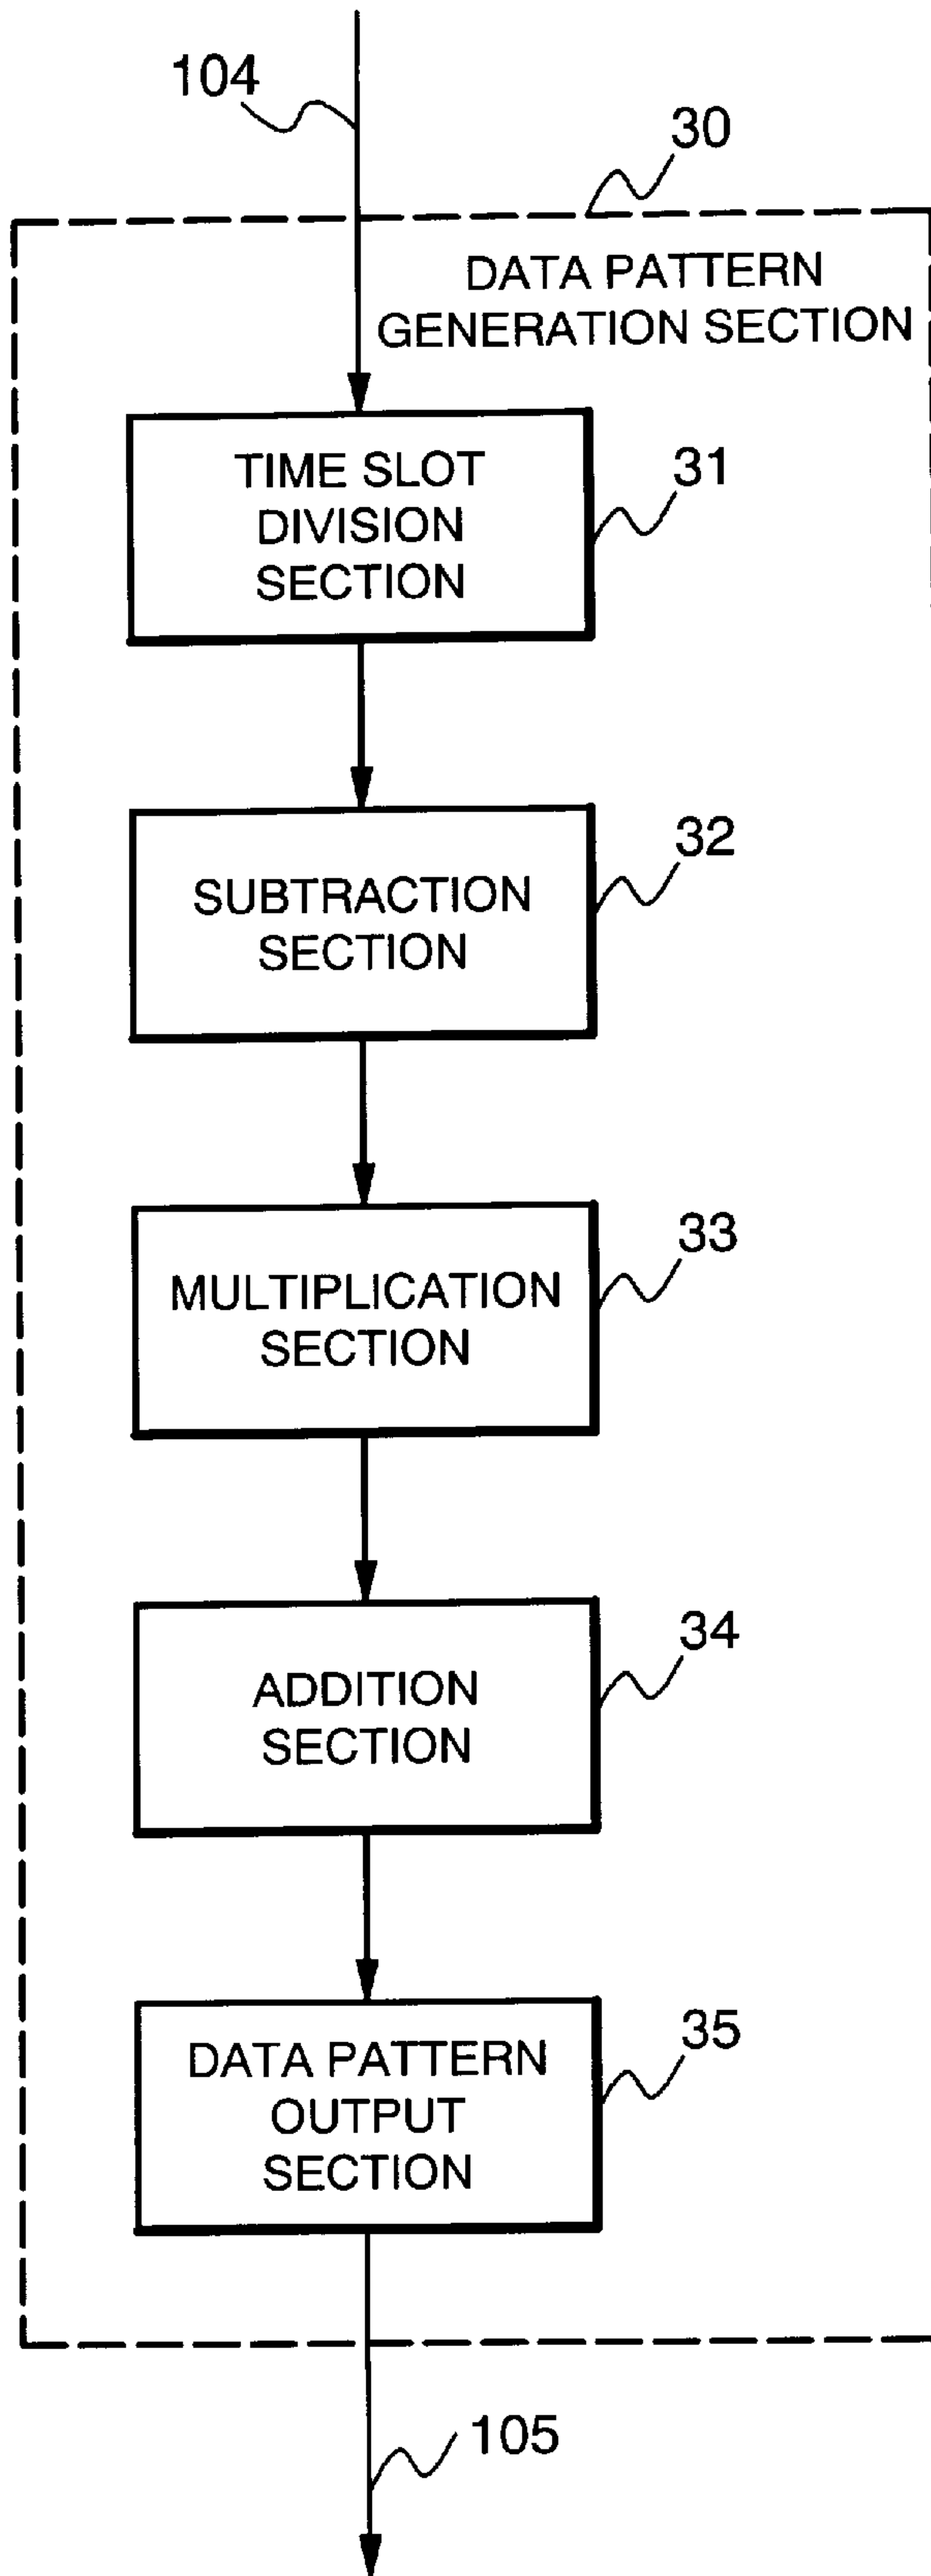 104
30
DATA PATTERN
GENERATION SECTION
TIME SLOT
DIVISION
SECTION
31
SUBTRACTION
SECTION
32
MULTIPLICATION
SECTION
33
ADDITION
SECTION
34
DATA PATTERN
OUTPUT
SECTION
35
105